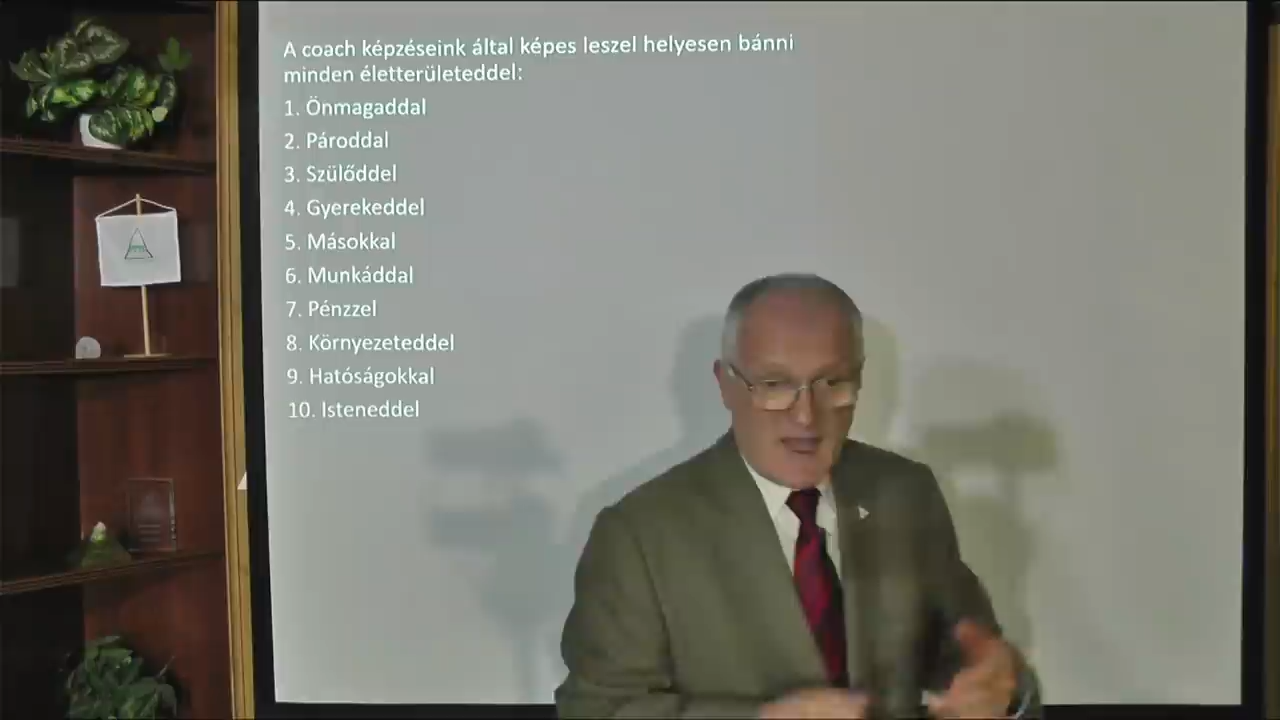 A coach képzéseink által képes leszel helyesen bánni
minden életterületeddel:
1. Önmagaddal
2. Pároddal
3. Szülőddel
4. Gyerekeddel
5. Másokkal
6. Munkáddal
7. Pénzzel
8. Környezeteddel
9. Hatóságokkal
10. Isteneddel